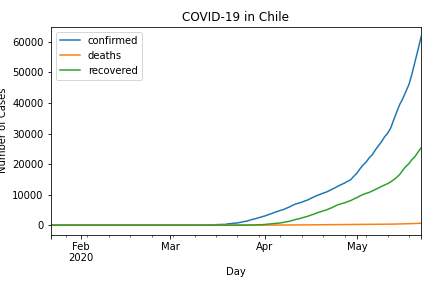 COVID-19 in Chile
confirmed
deaths
recovered
60000
50000
40000
30000
20000
10000
0
Number of Cases
Feb
2020
Mar
Apr
May
Day